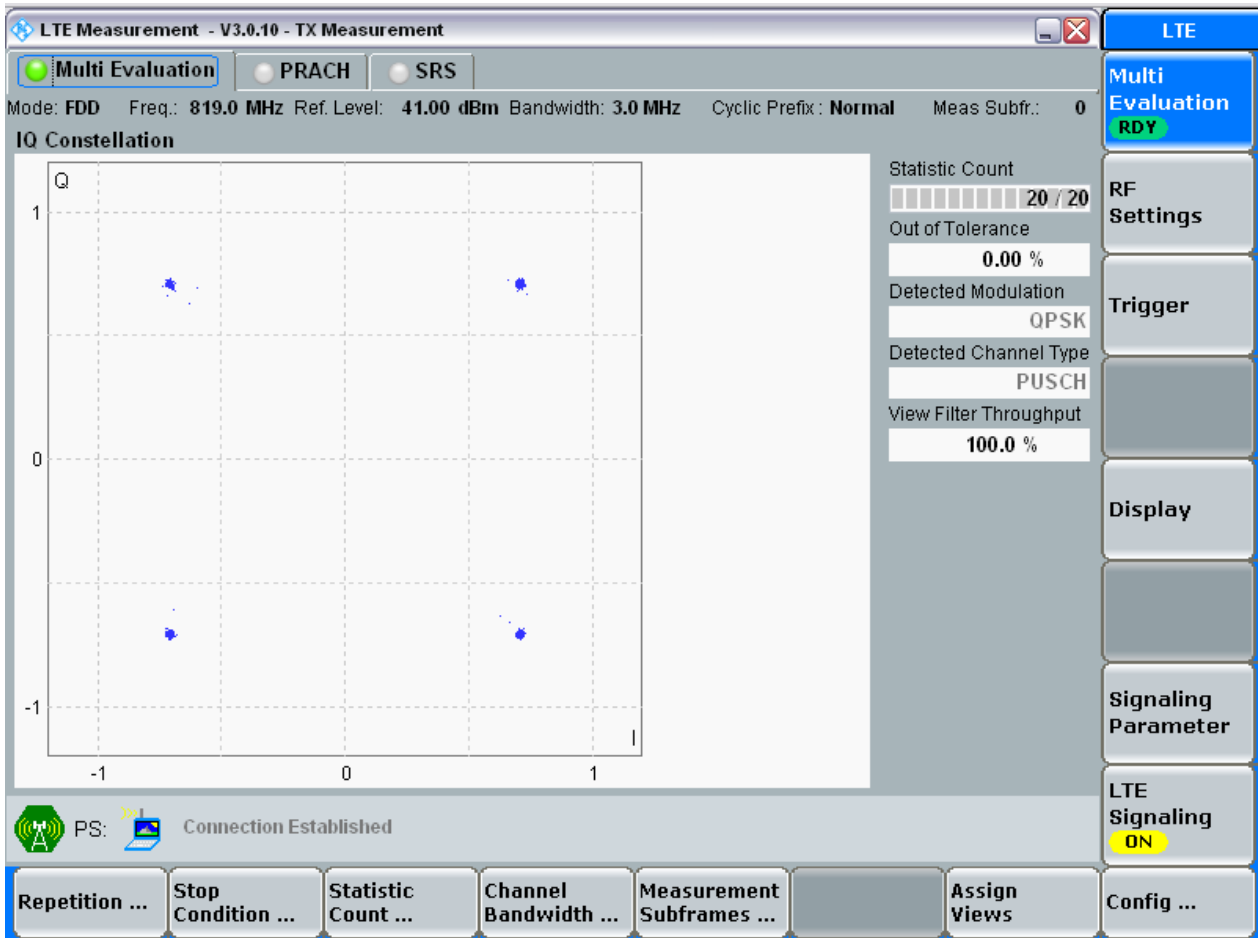 LTE Measurement - V3.0.10 - TX Measurement
LTE
Multi Evaluation
PRACH
SRS
Mode: FDD Freq.: 819.0 MHz Ref. Level: 41.00 dBm Bandwidth: 3.0 MHz Cyclic Prefix : Normal Meas Subfr.: 0
IQ Constellation
Q
1
0
-1
I
-1 0 1
Statistic Count
20 / 20
Out of Tolerance
0.00 %
Detected Modulation
QPSK
Detected Channel Type
PUSCH
View Filter Throughput
100.0 %
Multi
Evaluation
RDY
RF
Settings
Trigger
Display
Signaling
Parameter
LTE
Signaling
ON
PS: Connection Established
Repetition ...
Stop
Condition ...
Statistic
Count ...
Channel
Bandwidth ...
Measurement
Subframes ...
Assign
Views
Config ...